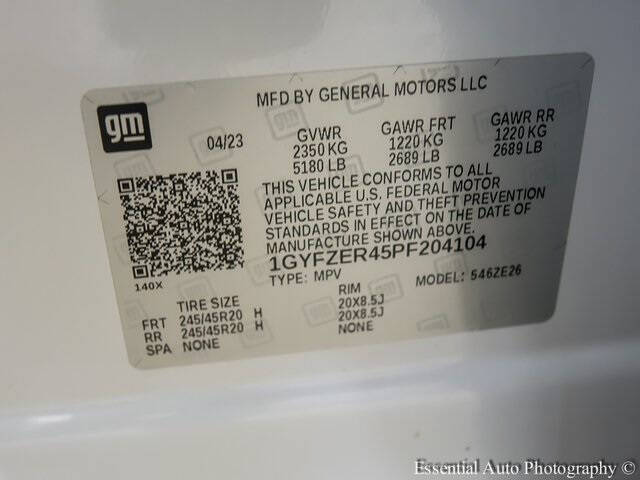 MFD BY GENERAL MOTORS LLC
gm
04/23 GVWR GAWR FRT GAWR RR
2350 KG 1220 KG 1220 KG
5180 LB 2689 LB 2689 LB
THIS VEHICLE CONFORMS TO ALL
APPLICABLE U.S. FEDERAL MOTOR
VEHICLE SAFETY AND THEFT PREVENTION
STANDARDS IN EFFECT ON THE DATE OF
MANUFACTURE SHOWN ABOVE.
1GYFZER45PF204104
140X
TYPE: MPV MODEL: 546ZE26
TIRE SIZE RIM
FRT 245/45R20 H 20X8.5J
RR 245/45R20 H 20X8.5J
SPA NONE NONE
Essential Auto Photography ©